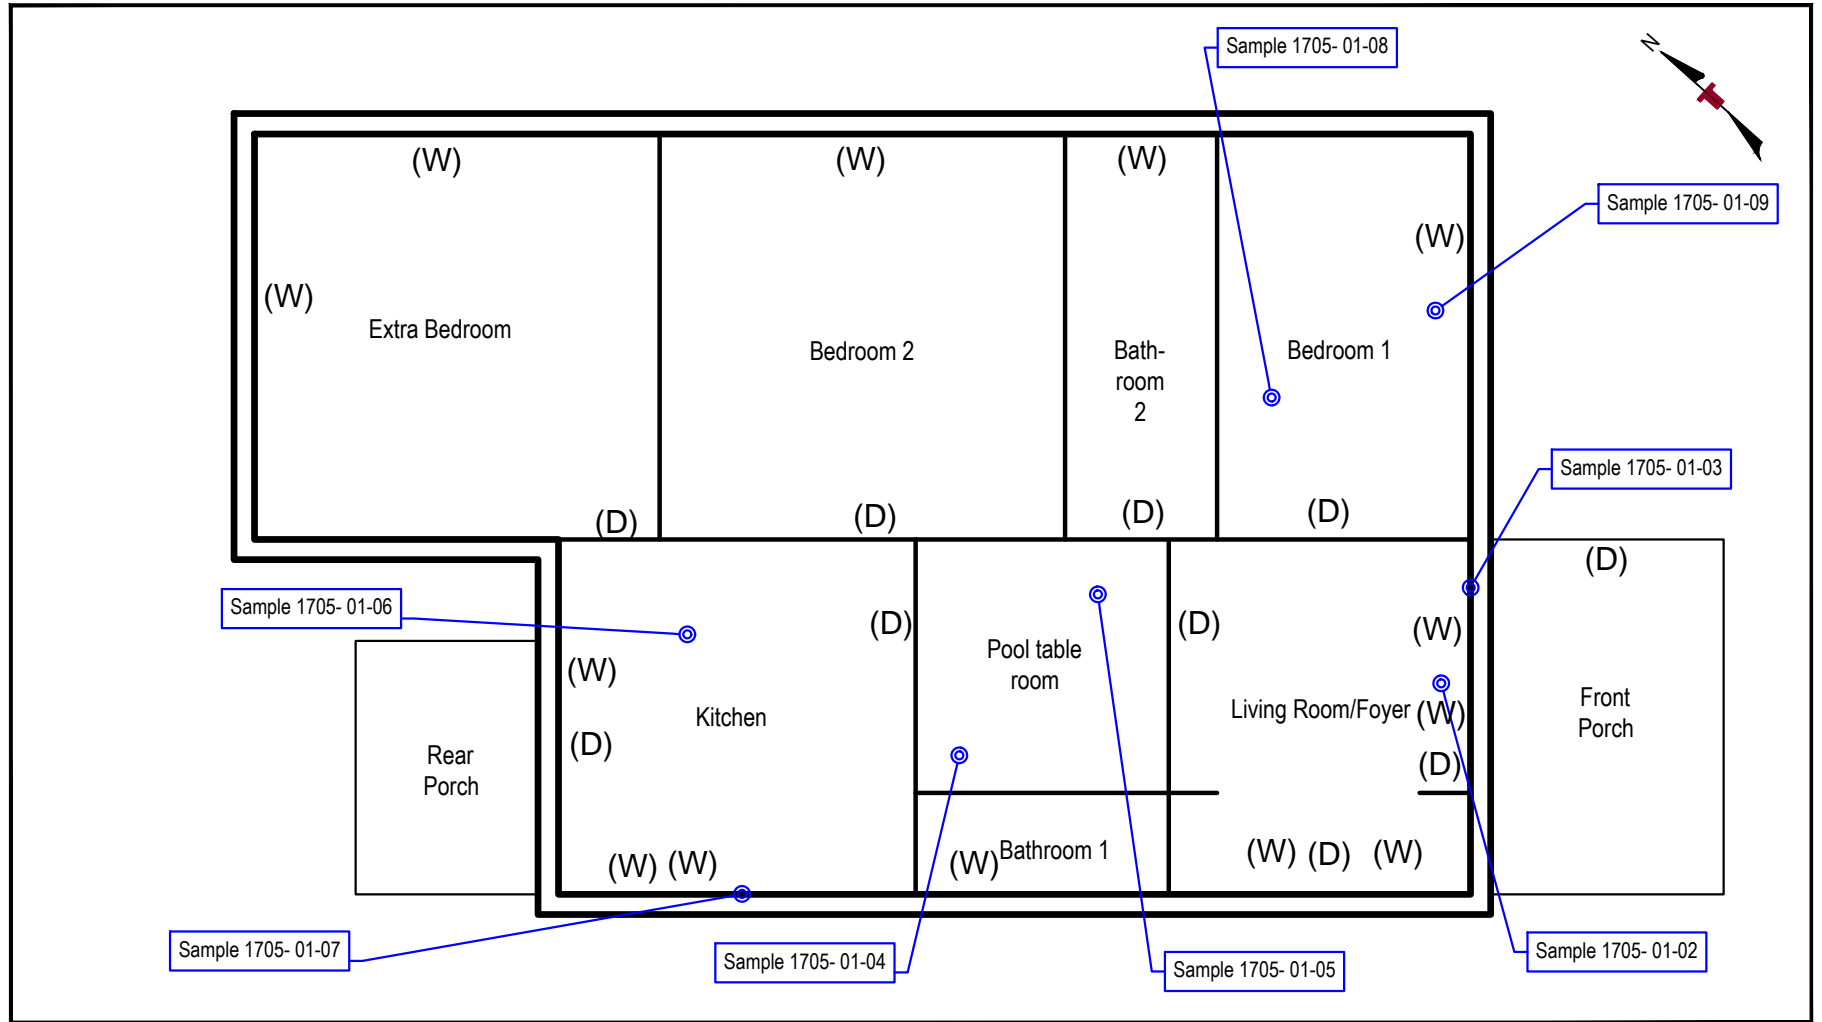 Sample 1705- 01-08
N
(W)
(W)
(W)
Sample 1705- 01-09
(W)
(W)
Extra Bedroom
Bedroom 2
Bath-
room
2
Bedroom 1
Sample 1705- 01-03
(D)
(D)
(D)
(D)
(D)
Sample 1705- 01-06
(D)
(D)
(W)
Pool table
room
(W)
Kitchen
Living Room/Foyer
(W)
Front
Porch
(D)
Rear
Porch
(D)
(W)
(W)
(W)
Bathroom 1
(W)
(D)
(W)
Sample 1705- 01-07
Sample 1705- 01-04
Sample 1705- 01-05
Sample 1705- 01-02